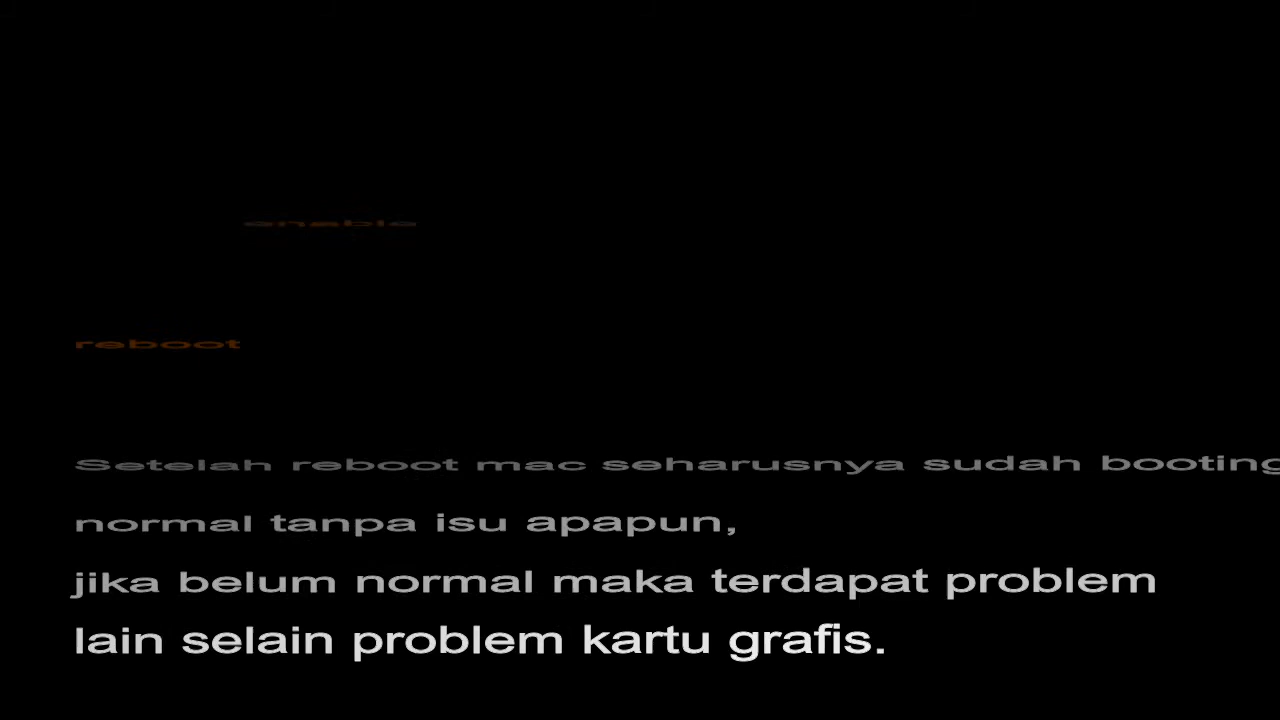 enable
reboot
Setelah reboot mac seharusnya sudah booting
normal tanpa isu apapun,
jika belum normal maka terdapat problem
lain selain problem kartu grafis.